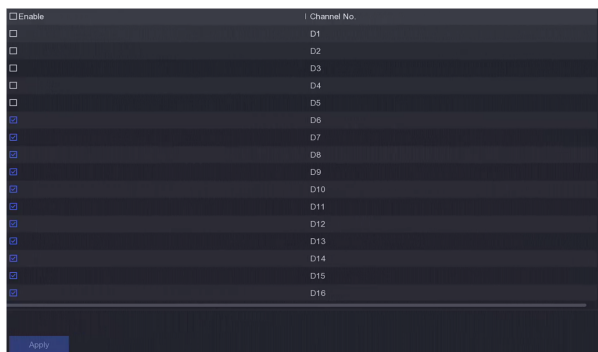 Enable Channel No.
D1
D2
D3
D4
D5
D6
D7
D8
D9
D10
D11
D12
D13
D14
D15
D16
Apply